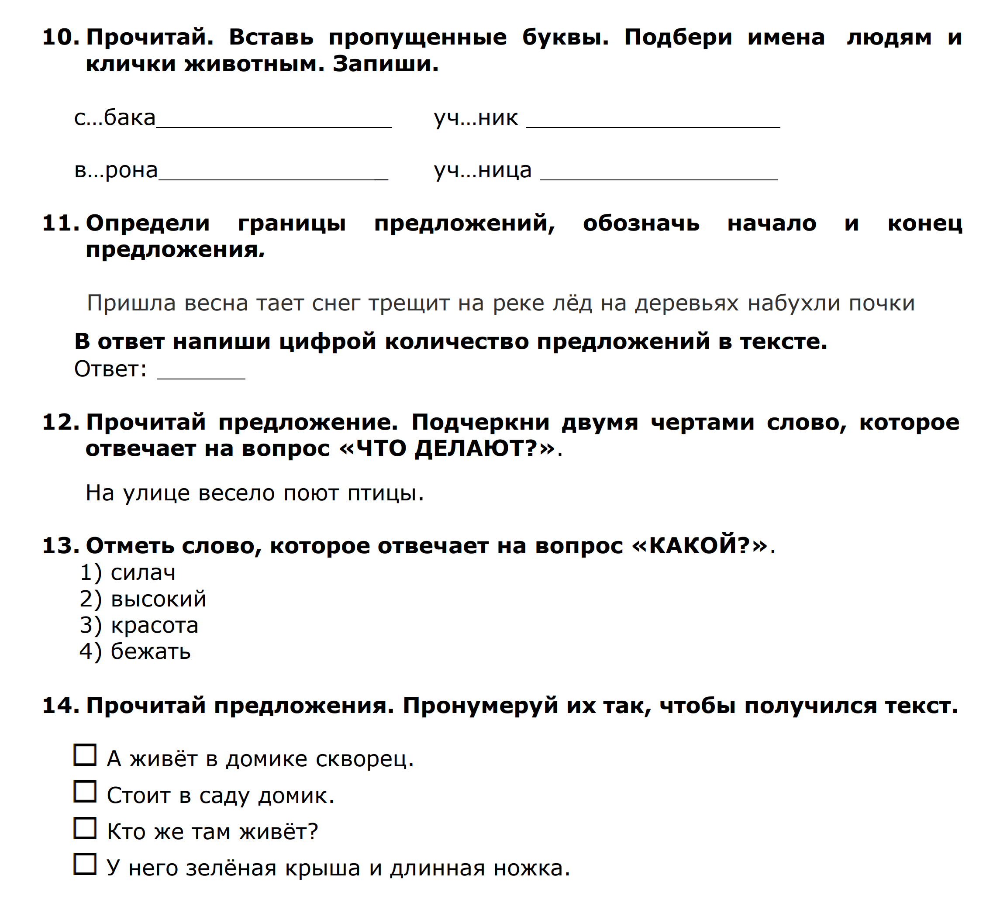 10. Прочитай. Вставь пропущенные буквы. Подбери имена людям и
клички животным. Запиши.
с...бака__________________ уч...ник ____________________
в...рона__________________ уч...ница ___________________
11. Определи границы предложений, обозначь начало и конец
предложения.
Пришла весна тает снег трещит на реке лёд на деревьях набухли почки
В ответ напиши цифрой количество предложений в тексте.
Ответ: _______
12. Прочитай предложение. Подчеркни двумя чертами слово, которое
отвечает на вопрос «ЧТО ДЕЛАЮТ?».
На улице весело поют птицы.
13. Отметь слово, которое отвечает на вопрос «КАКОЙ?».
1) силач
2) высокий
3) красота
4) бежать
14. Прочитай предложения. Пронумеруй их так, чтобы получился текст.
А живёт в домике скворец.
Стоит в саду домик.
Кто же там живёт?
У него зелёная крыша и длинная ножка.